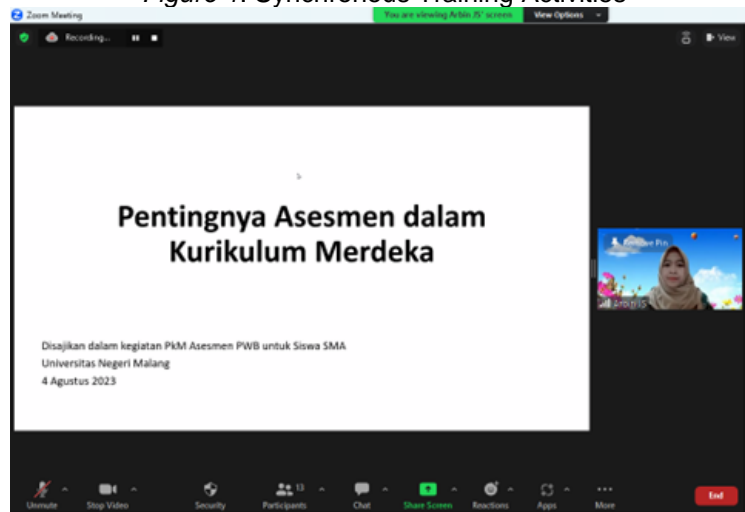 Figure 4. Synchronous Training Activities
Zoom Meeting
You are viewing Arbin JS' screen
View Options
Recording...
View
Pentingnya Asesmen dalam
Kurikulum Merdeka
Remove Pin
Arbin JS
Disajikan dalam kegiatan PkM Asesmen PWB untuk Siswa SMA
Universitas Negeri Malang
4 Agustus 2023
Unmute
Stop Video
Security
Participants
13
Chat
Share Screen
Reactions
Apps
More
End